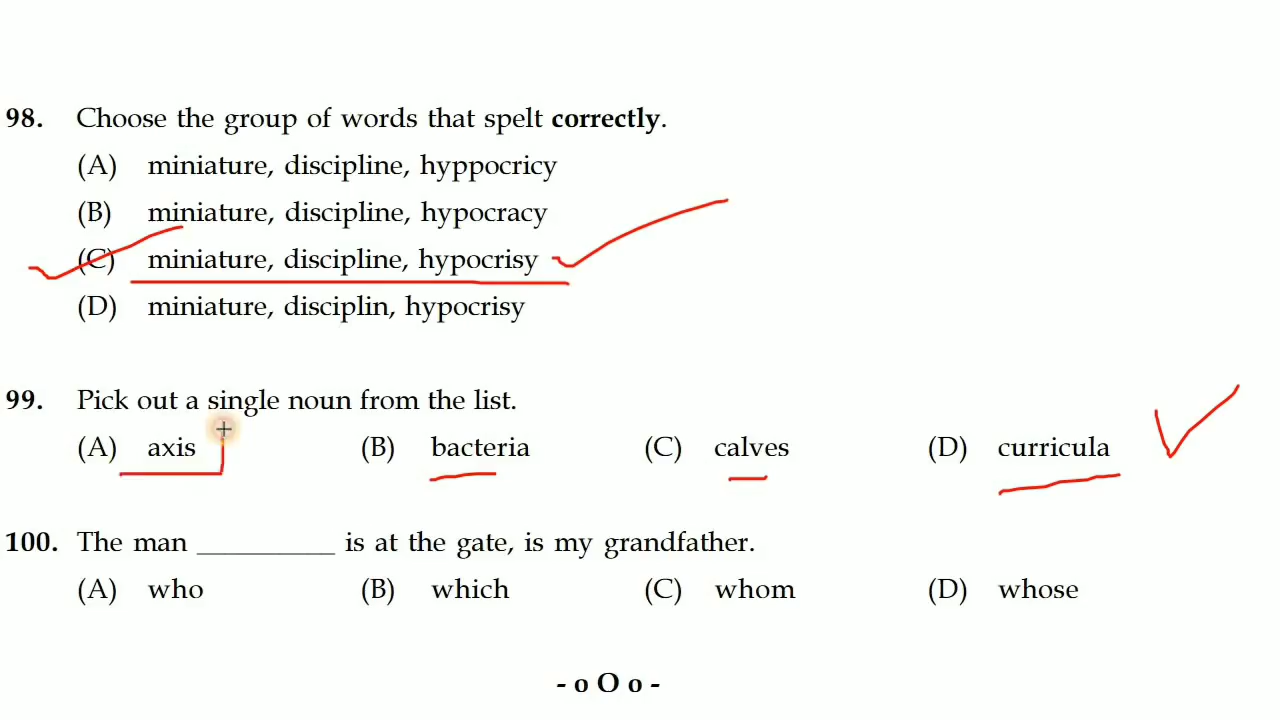 98. Choose the group of words that spelt correctly.
(A) miniature, discipline, hyppocricy
(B) miniature, discipline, hypocracy
(C) miniature, discipline, hypocrisy
(D) miniature, disciplin, hypocrisy
99. Pick out a single noun from the list.
(A) axis (B) bacteria (C) calves (D) curricula
100. The man __________ is at the gate, is my grandfather.
(A) who (B) which (C) whom (D) whose
- o O o -